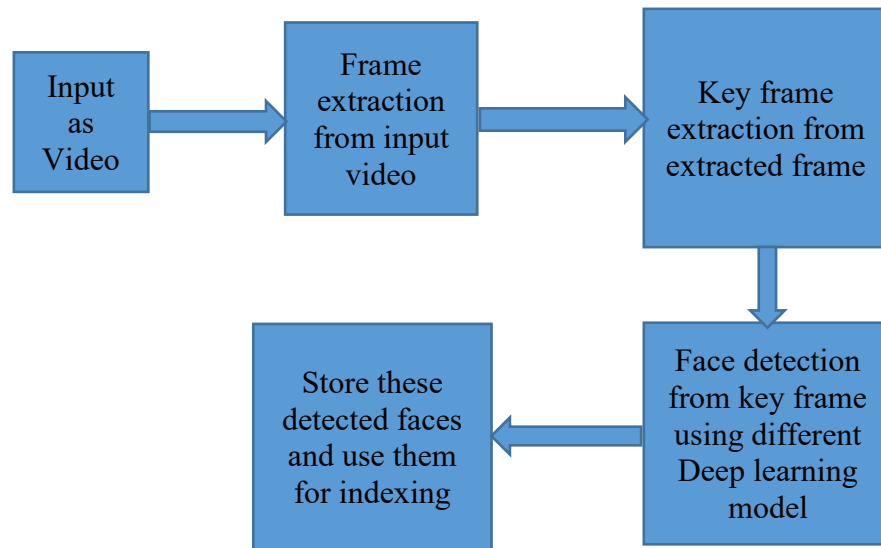 Input
as
Video
Frame
extraction
from input
video
Key frame
extraction from
extracted frame
Face detection
from key frame
using different
Deep learning
model
Store these
detected faces
and use them
for indexing